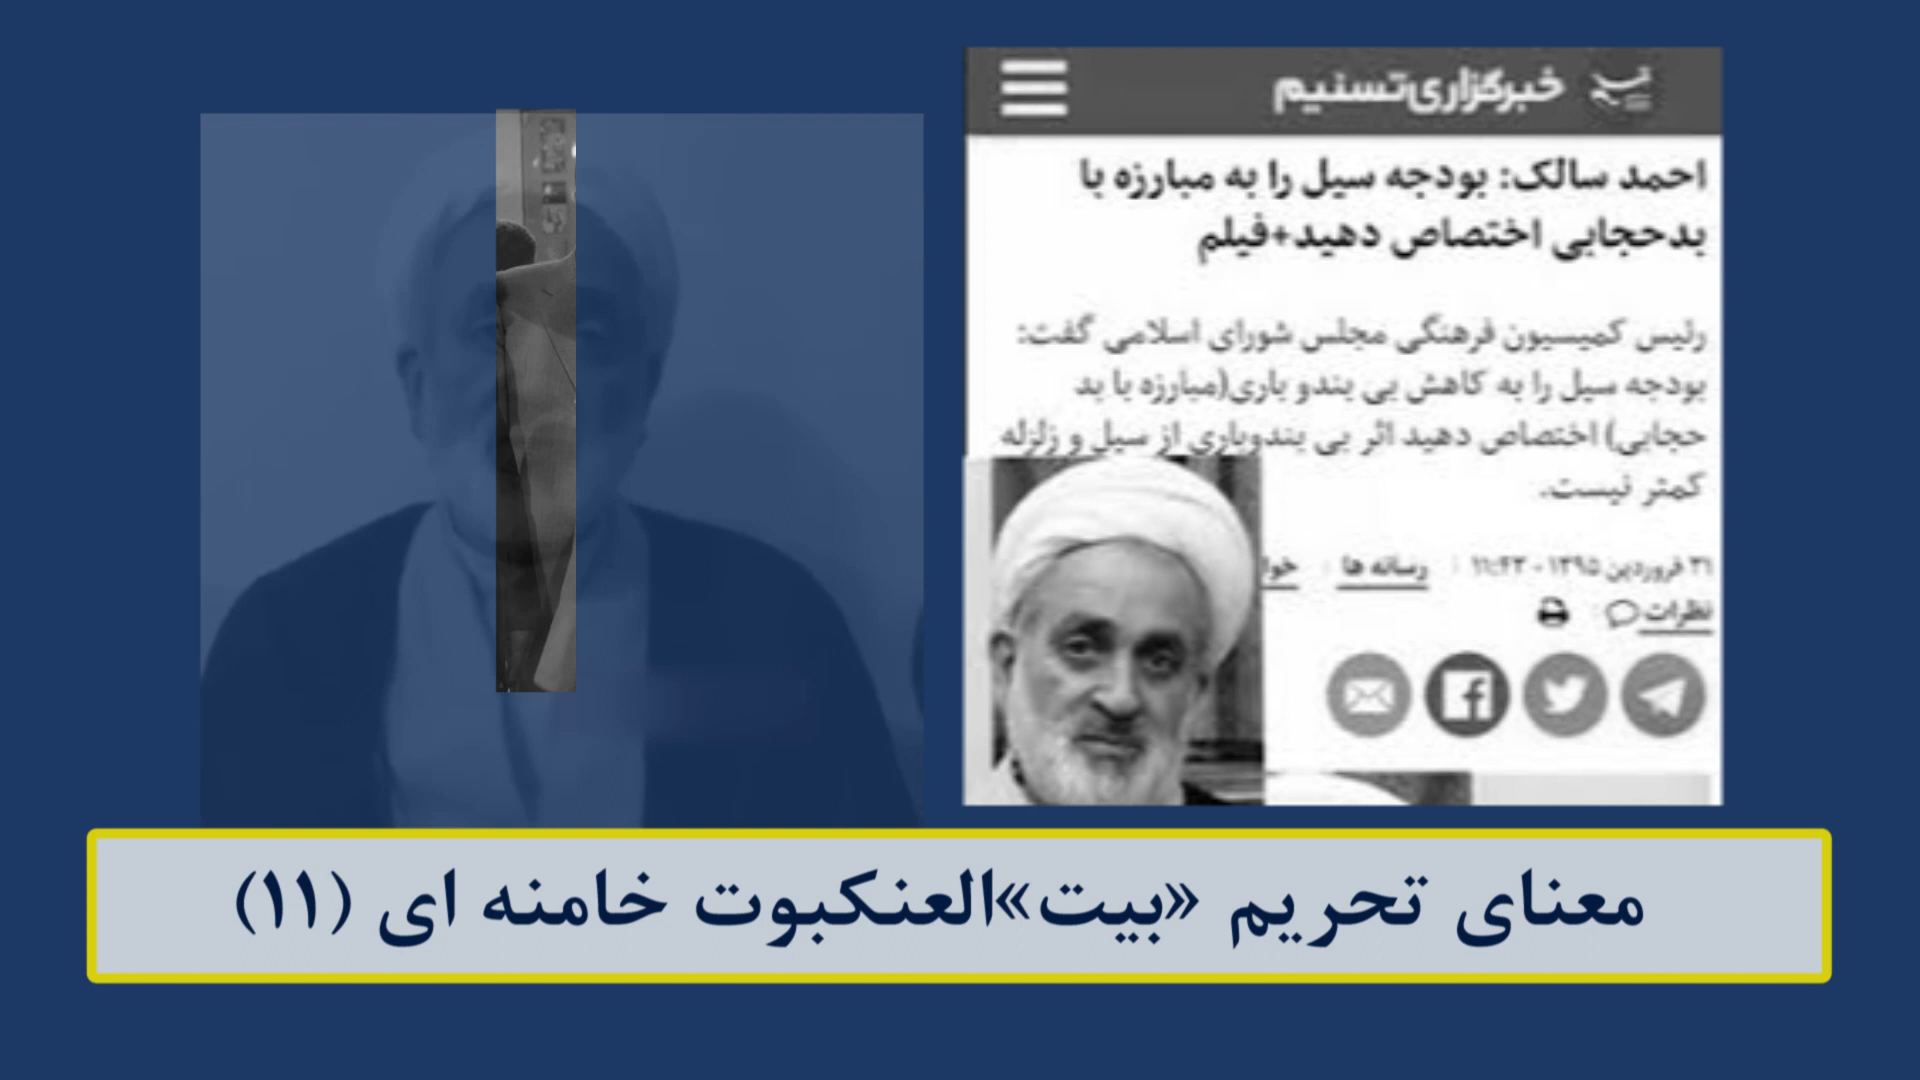 خبرگزاری تسنیم
احمد سالک: بودجه سیل را به مبارزه با
بدحجابی اختصاص دهید+فیلم
رئیس کمیسیون فرهنگی مجلس شورای اسلامی گفت:
بودجه سیل را به کاهش بی بندو باری(مبارزه با بد
حجابی) اختصاص دهید اثر بی بندوباری از سیل و زلزله
کمتر نیست.
۳۱ فروردین ۱۳۹۵ - ۱۱:۴۳ رسانه ها خوا
نظرات
معنای تحریم «بیت»العنکبوت خامنه ای (۱۱)